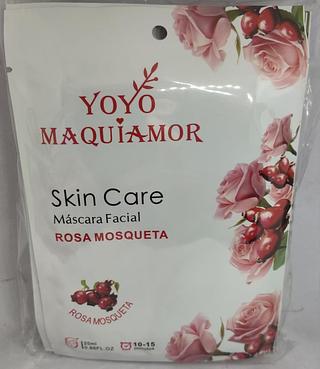 YOYO
MAQUIAMOR
Skin Care
Máscara Facial
ROSA MOSQUETA
ROSA MOSQUETA
10-15